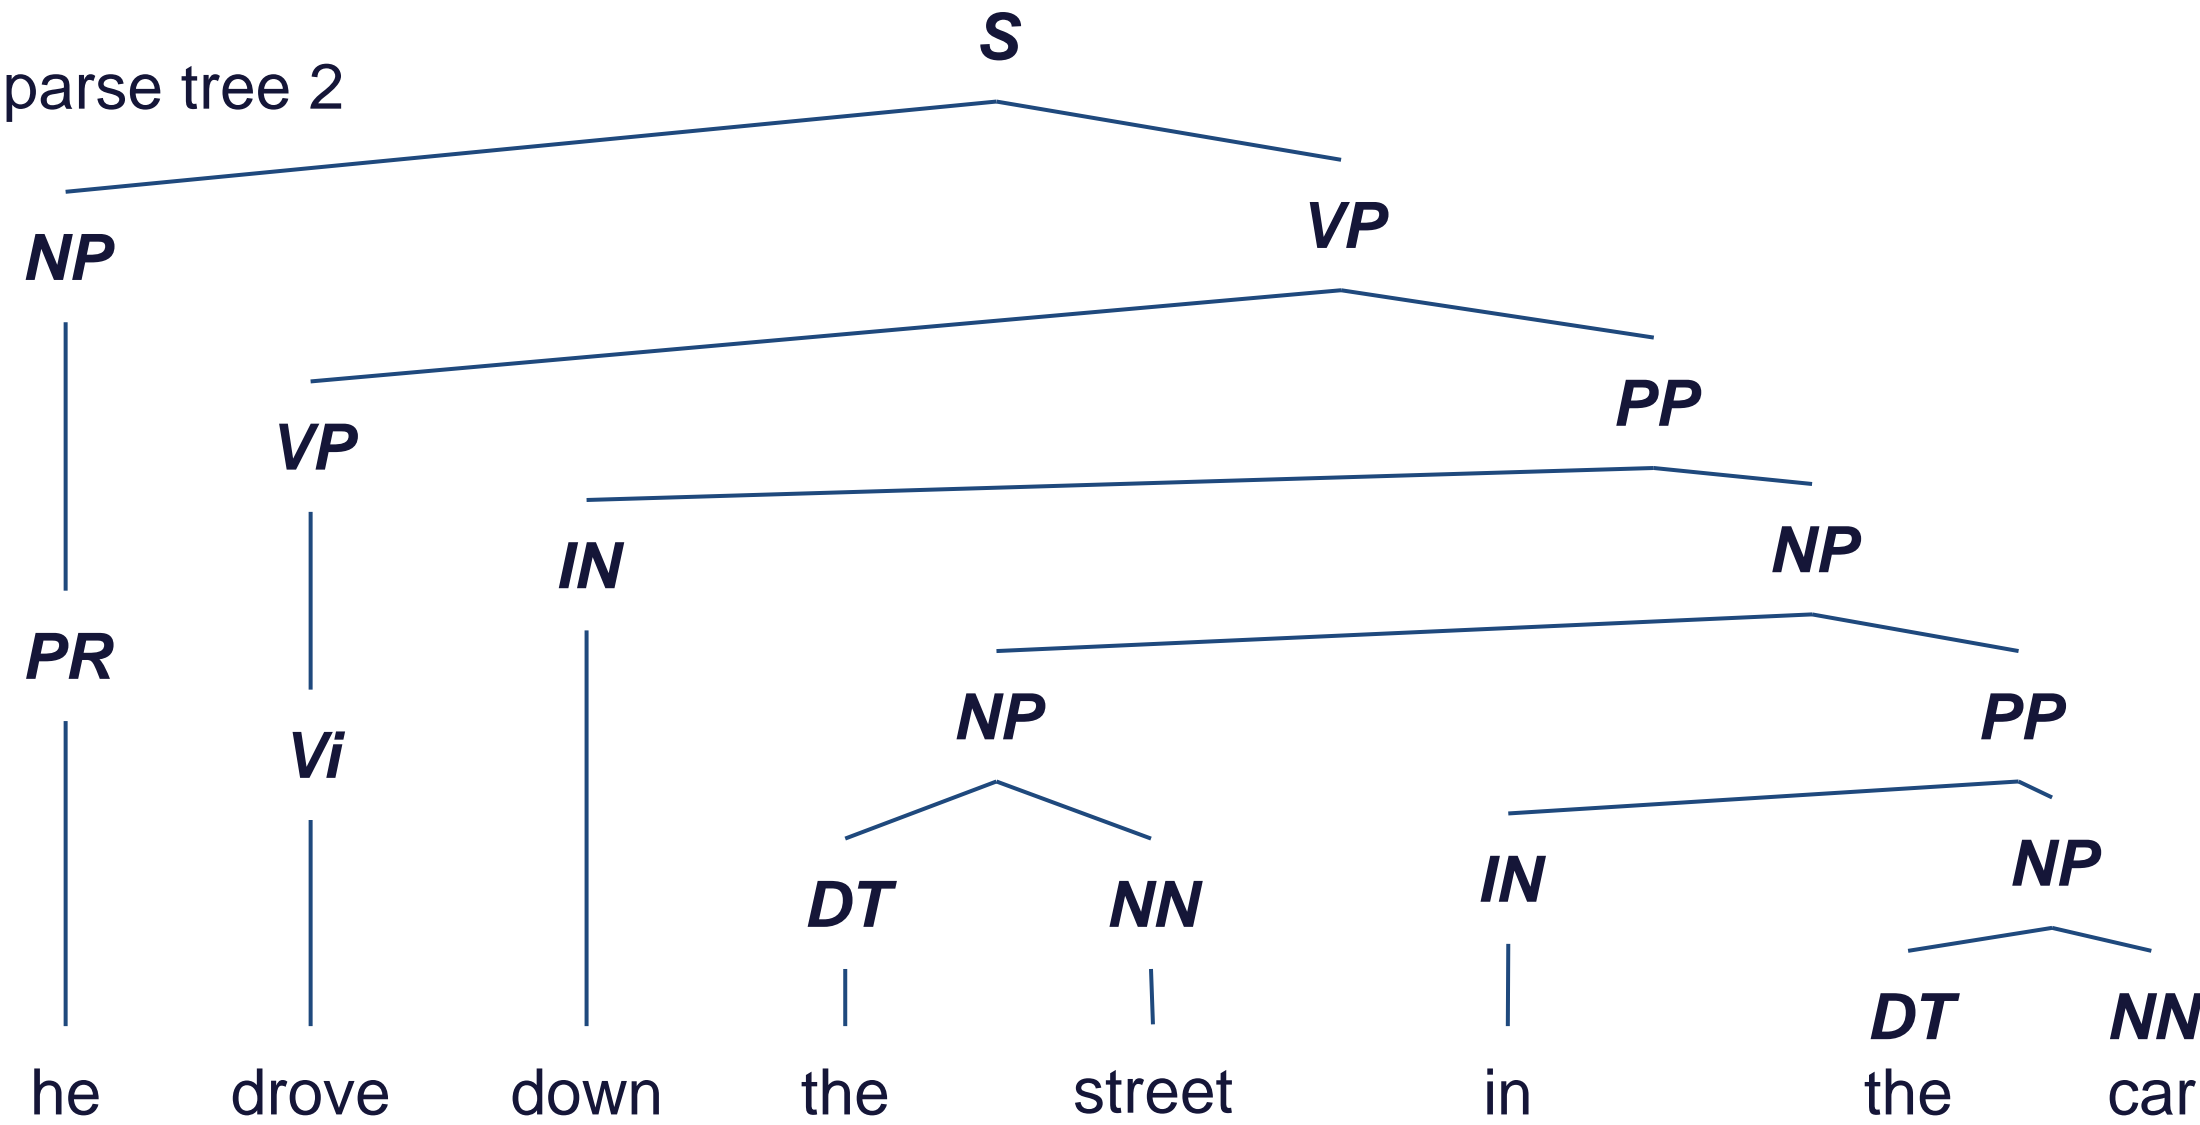 S
parse tree 2
VP
NP
PP
VP
NP
IN
PR
NP
PP
Vi
NP
IN
DT
NN
DT
NN
he drove down the street in the car